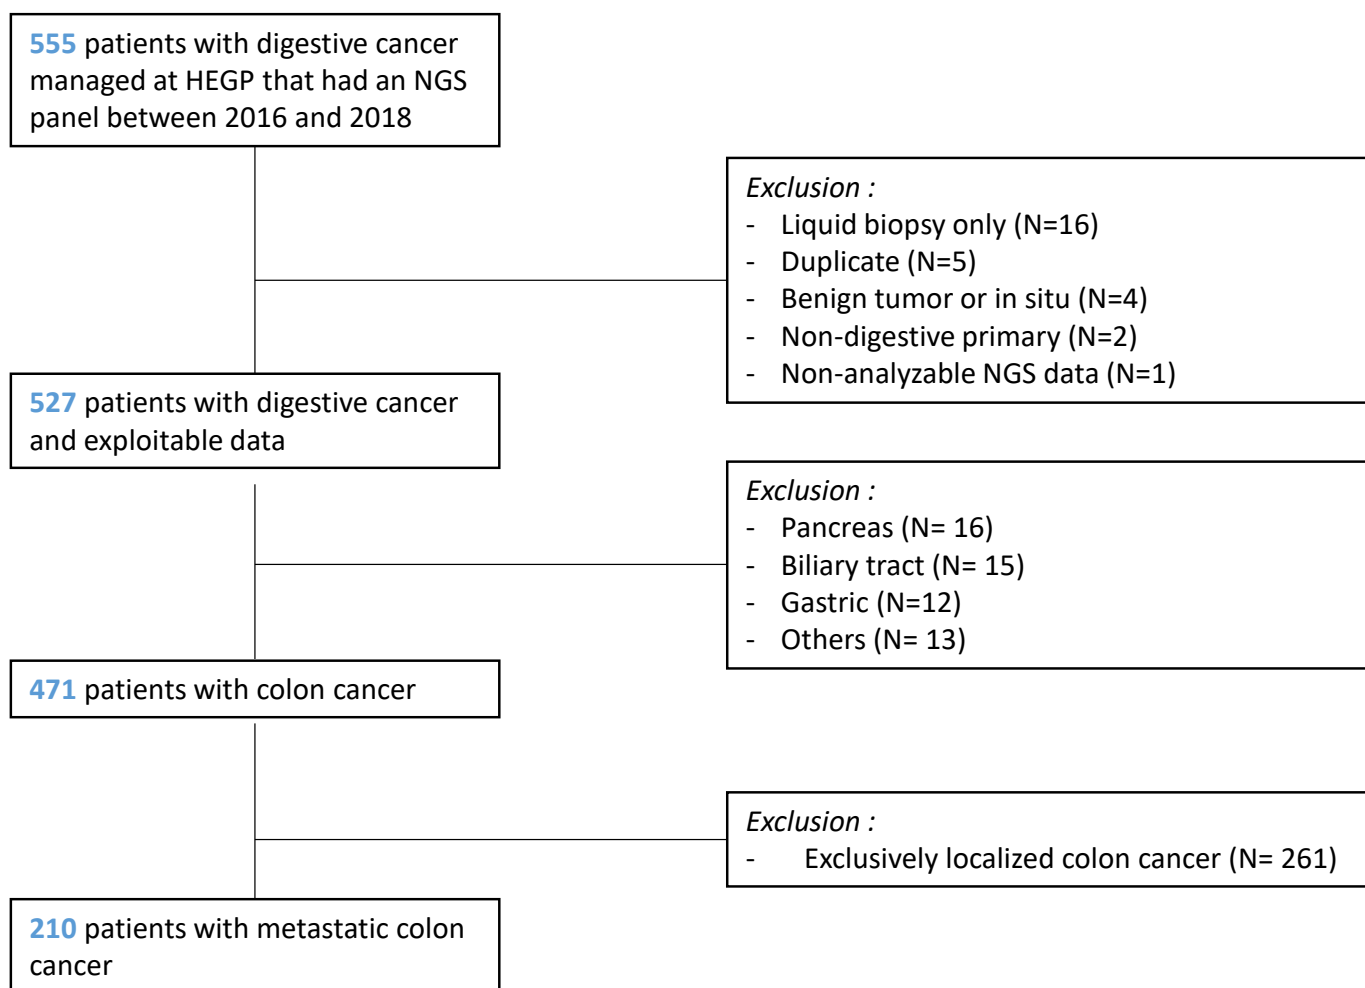 555 patients with digestive cancer
managed at HEGP that had an NGS
panel between 2016 and 2018
Exclusion :
- Liquid biopsy only (N=16)
- Duplicate (N=5)
- Benign tumor or in situ (N=4)
- Non-digestive primary (N=2)
- Non-analyzable NGS data (N=1)
527 patients with digestive cancer
and exploitable data
Exclusion :
- Pancreas (N= 16)
- Biliary tract (N= 15)
- Gastric (N=12)
- Others (N= 13)
471 patients with colon cancer
Exclusion :
- Exclusively localized colon cancer (N= 261)
210 patients with metastatic colon
cancer